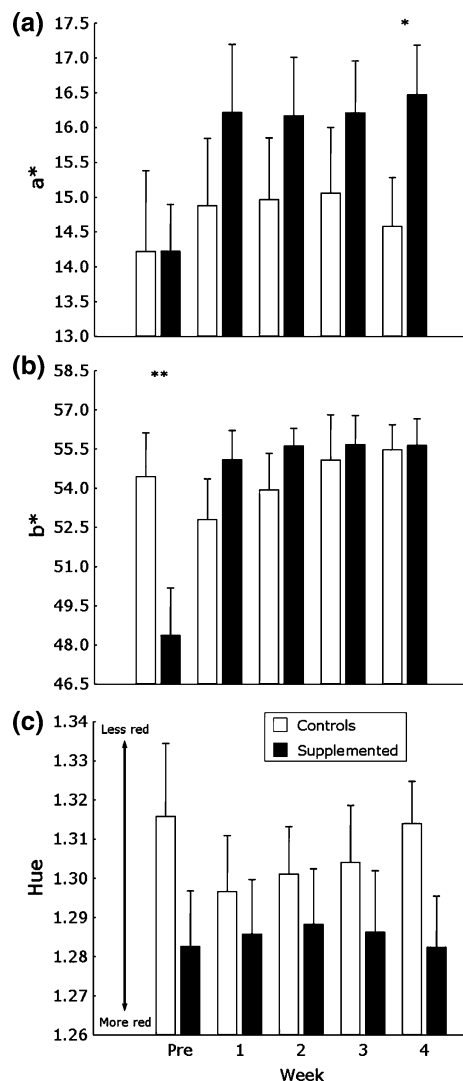 (a)
17.5
17.0
16.5
16.0
15.5
15.0
14.5
14.0
13.5
13.0
a*
*
(b)
58.5
57.0
55.5
54.0
52.5
51.0
49.5
48.0
46.5
b*
**
(c)
1.34
1.33
1.32
1.31
1.30
1.29
1.28
1.27
1.26
Hue
Less red
More red
Controls
Supplemented
Pre 1 2 3 4
Week